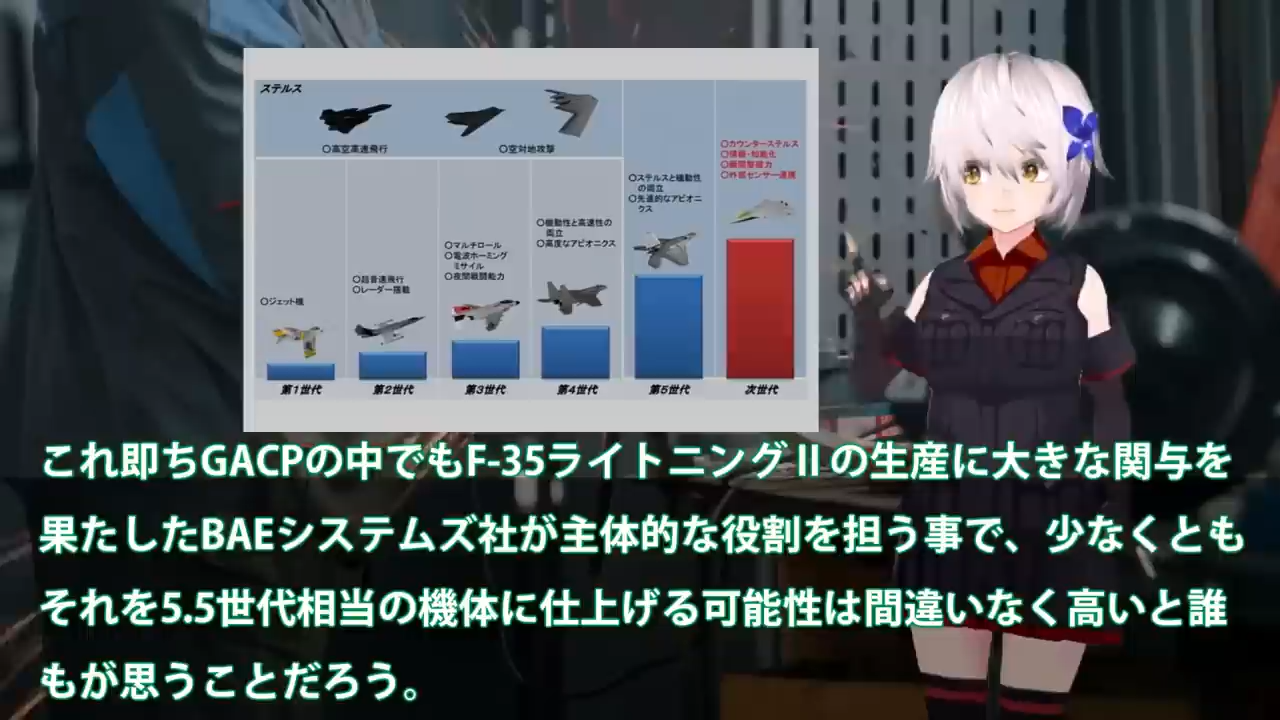 ステルス
○高空高速飛行
○空対地攻撃
○ジェット機
○超音速飛行
○レーダー搭載
○マルチロール
○電波ホーミング
ミサイル
○夜間戦闘能力
○機動性と高速性の
両立
○高度なアビオニクス
○ステルスと機動性
の両立
○先進的なアビオニ
クス
○カウンターステルス
○情報・知能化
○瞬間撃破力
○外部センサー連携
第1世代
第2世代
第3世代
第4世代
第5世代
次世代
これ即ちGACPの中でもF-35ライトニングⅡの生産に大きな関与を
果たしたBAEシステムズ社が主体的な役割を担う事で、少なくとも
それを5.5世代相当の機体に仕上げる可能性は間違いなく高いと誰
もが思うことだろう。